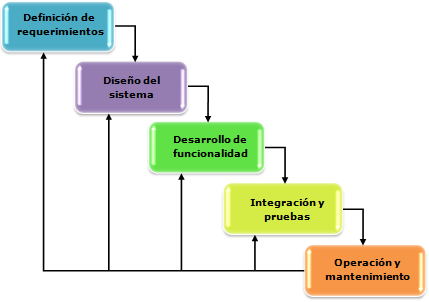 Definición de
requerimientos
Diseño del
sistema
Desarrollo de
funcionalidad
Integración y
pruebas
Operación y
mantenimiento